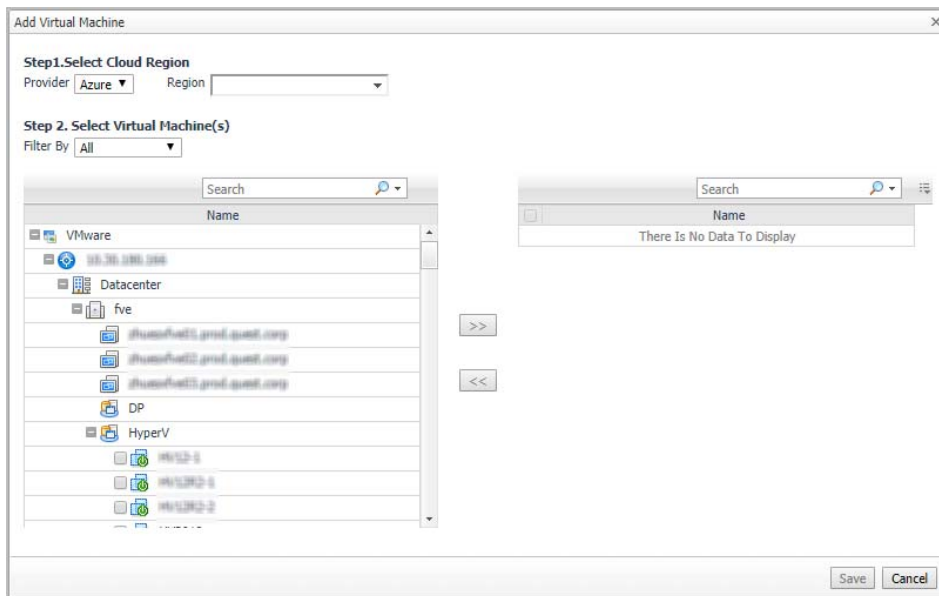 Add Virtual Machine
Step1.Select Cloud Region
Provider Azure Region
Step 2. Select Virtual Machine(s)
Filter By All
Search
Name
VMware
Datacenter
fve
DP
HyperV
>>
<<
Search
Name
There Is No Data To Display
Save Cancel